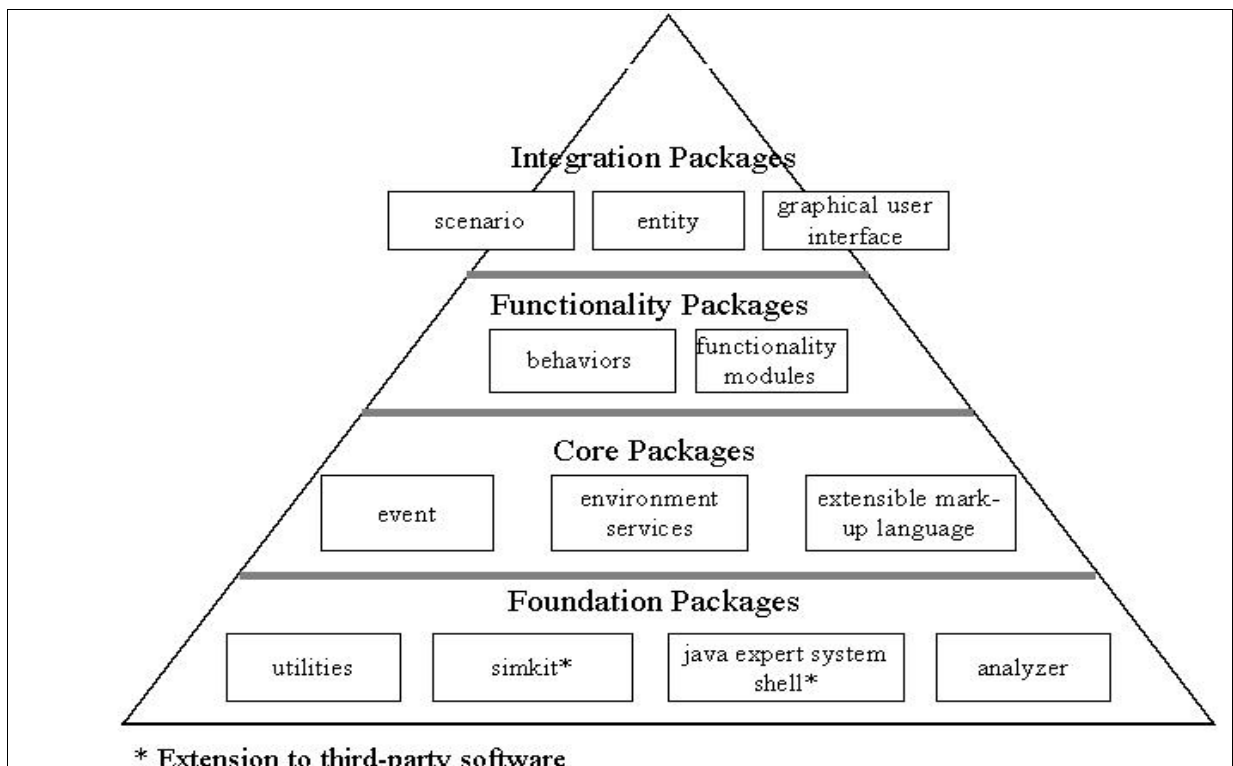 Integration Packages
scenario
entity
graphical user
interface
Functionality Packages
behaviors
functionality
modules
Core Packages
event
environment
services
extensible mark-
up language
Foundation Packages
utilities
simkit*
java expert system
shell*
analyzer
* Extension to third-party software